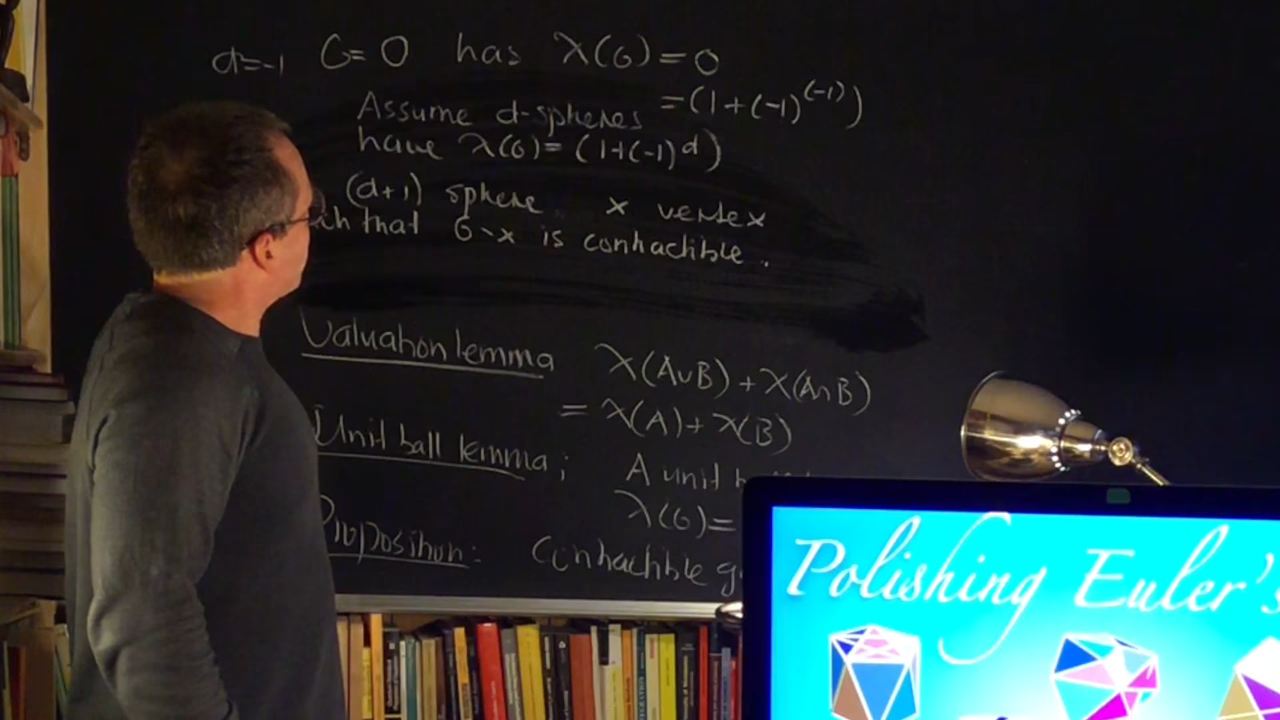 d=-1 G=0 has χ(G)=0
=(1+(-1)^(-1))
Assume d-spheres
have χ(G)=(1+(-1)^d)
(d+1) sphere x vertex
ch that G-x is contractible.
Valuation lemma χ(A∪B)+χ(A∩B)
= χ(A)+χ(B)
Unit ball lemma; A unit b
χ(G)=
Proposition: Contractible g
Polishing Euler's